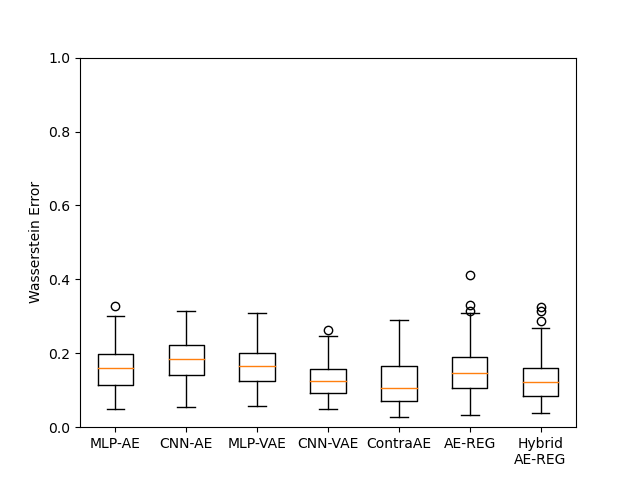 1.0
0.8
0.6
0.4
0.2
0.0
Wasserstein Error
MLP-AE CNN-AE MLP-VAE CNN-VAE ContraAE AE-REG Hybrid
AE-REG